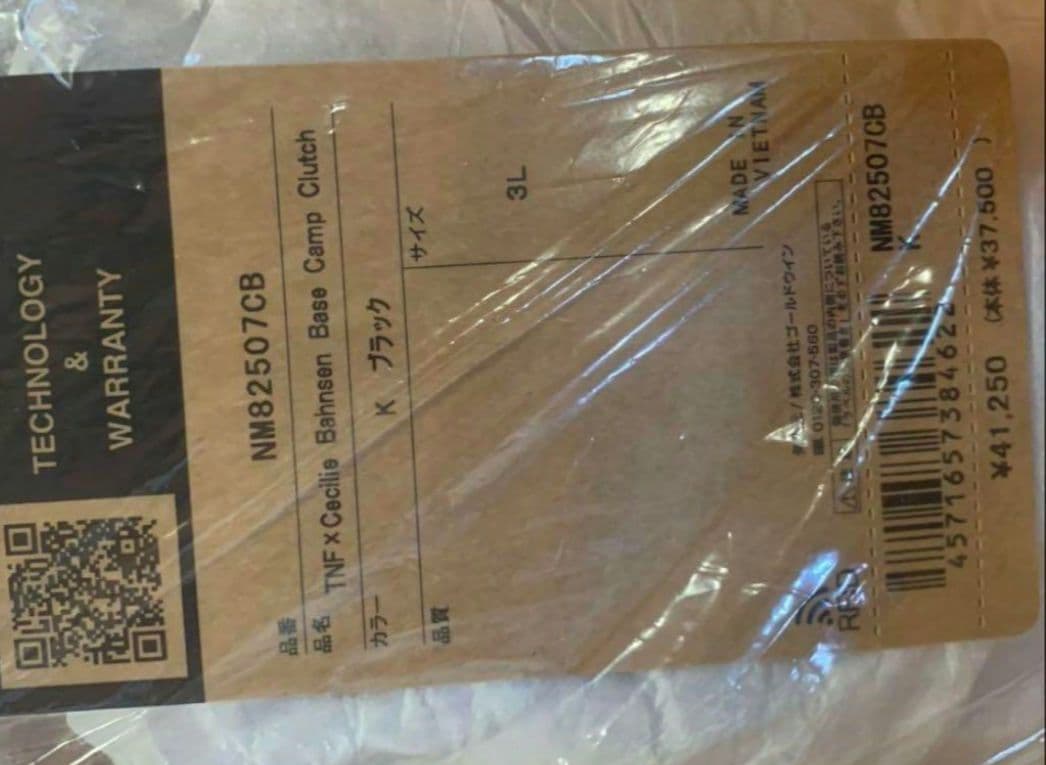 TECHNOLOGY
&
WARRANTY
品番 NM82507CB
品名 TNF×Cecilie Bahnsen Base Camp Clutch
カラー K ブラック
品質
サイズ
3L
MADE IN
VIETNAM
株式会社ゴールドウイン
0120-307-560
RFID
NM82507CB
K
¥41,250 (本体 ¥37,500 )